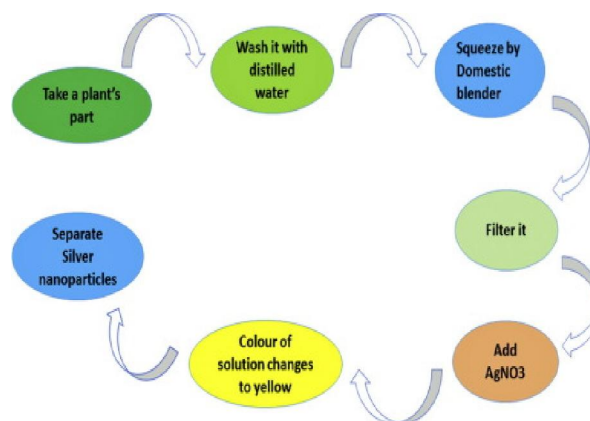 Take a plant's
part
Wash it with
distilled
water
Squeeze by
Domestic
blender
Filter it
Add
AgNO3
Colour of
solution changes
to yellow
Separate
Silver
nanoparticles